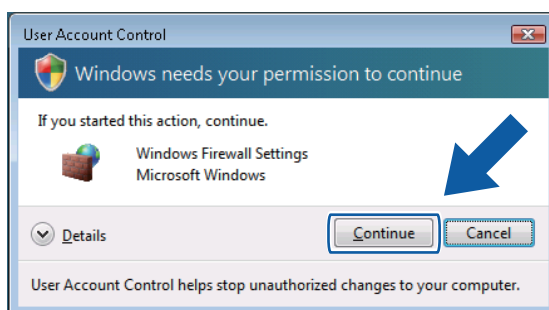 User Account Control
Windows needs your permission to continue
If you started this action, continue.
Windows Firewall Settings
Microsoft Windows
Details
Continue
Cancel
User Account Control helps stop unauthorized changes to your computer.